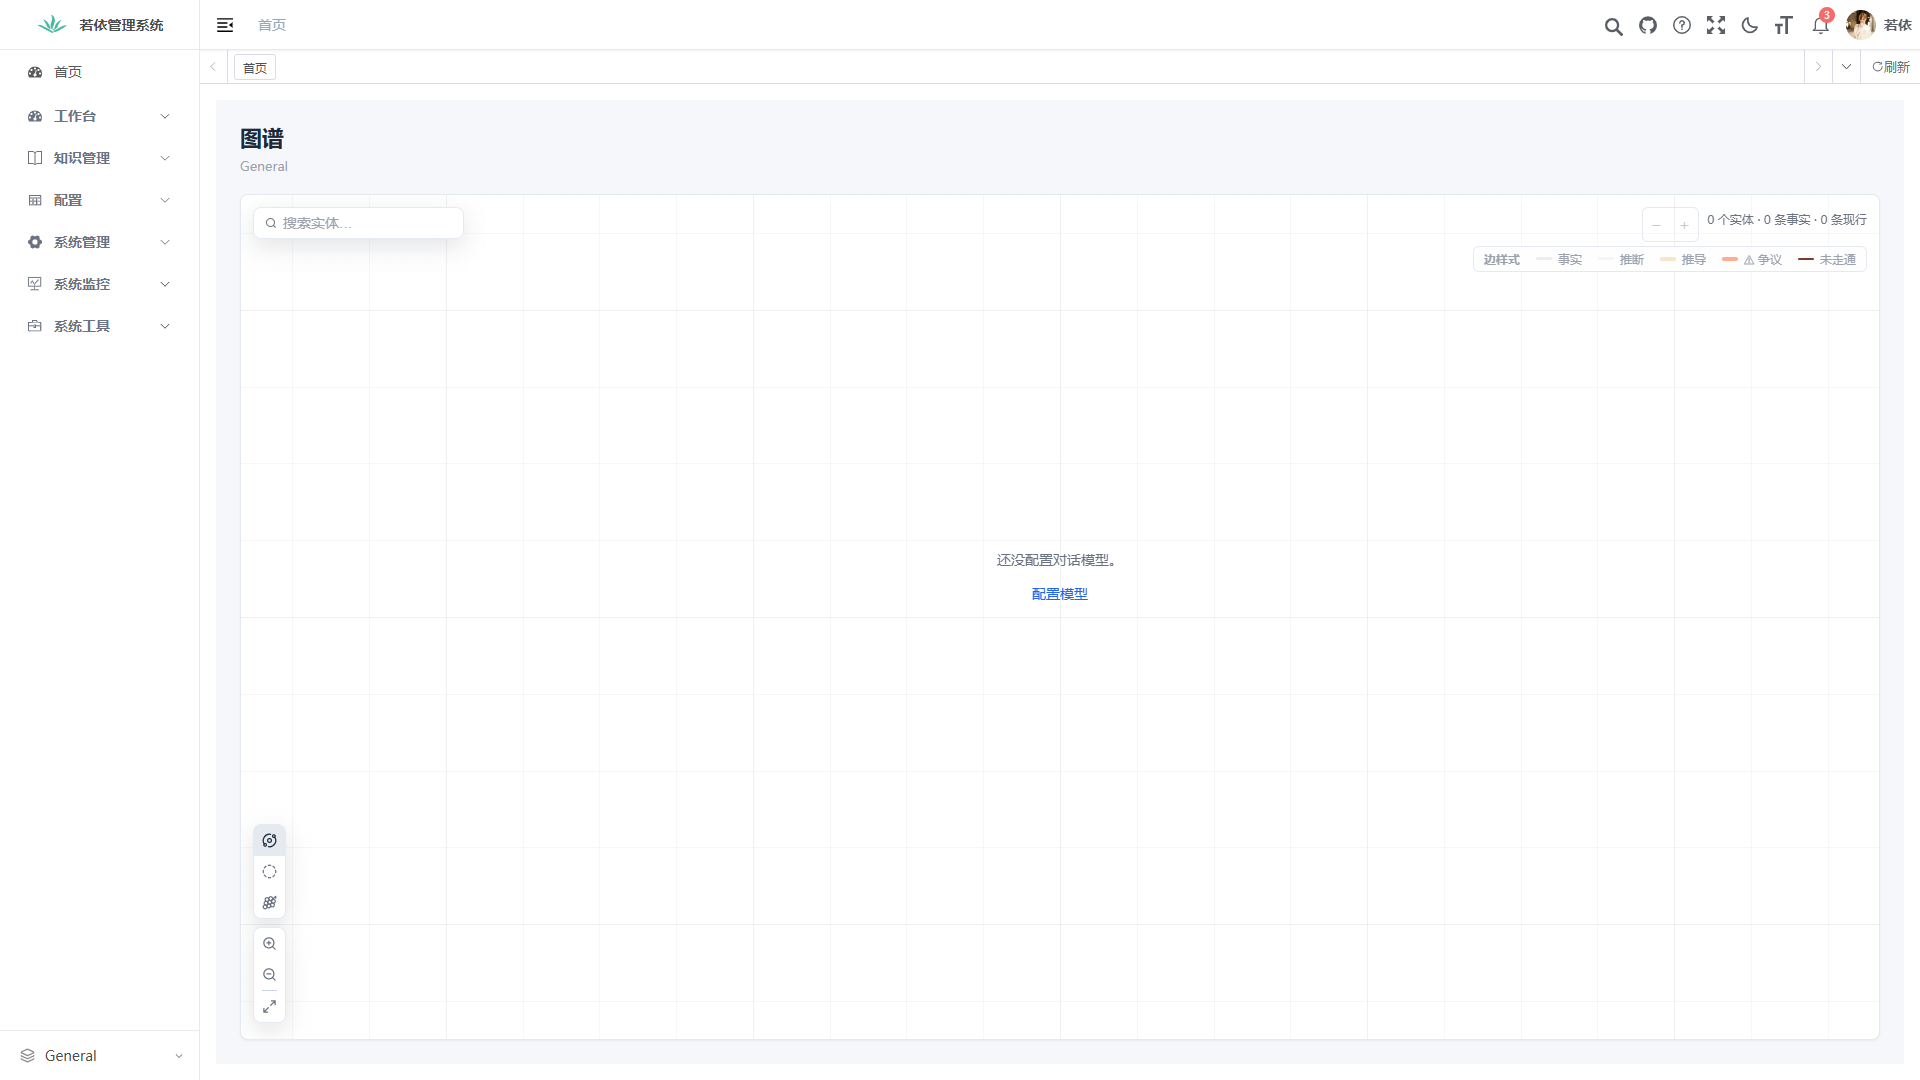 若依管理系统
首页
3
若依
首页
刷新
首页
工作台
知识管理
配置
系统管理
系统监控
系统工具
图谱
General
搜索实体...
0 个实体 · 0 条事实 · 0 条现行
边样式 事实 推断 推导 ⚠ 争议 未走通
还没配置对话模型。
配置模型
General